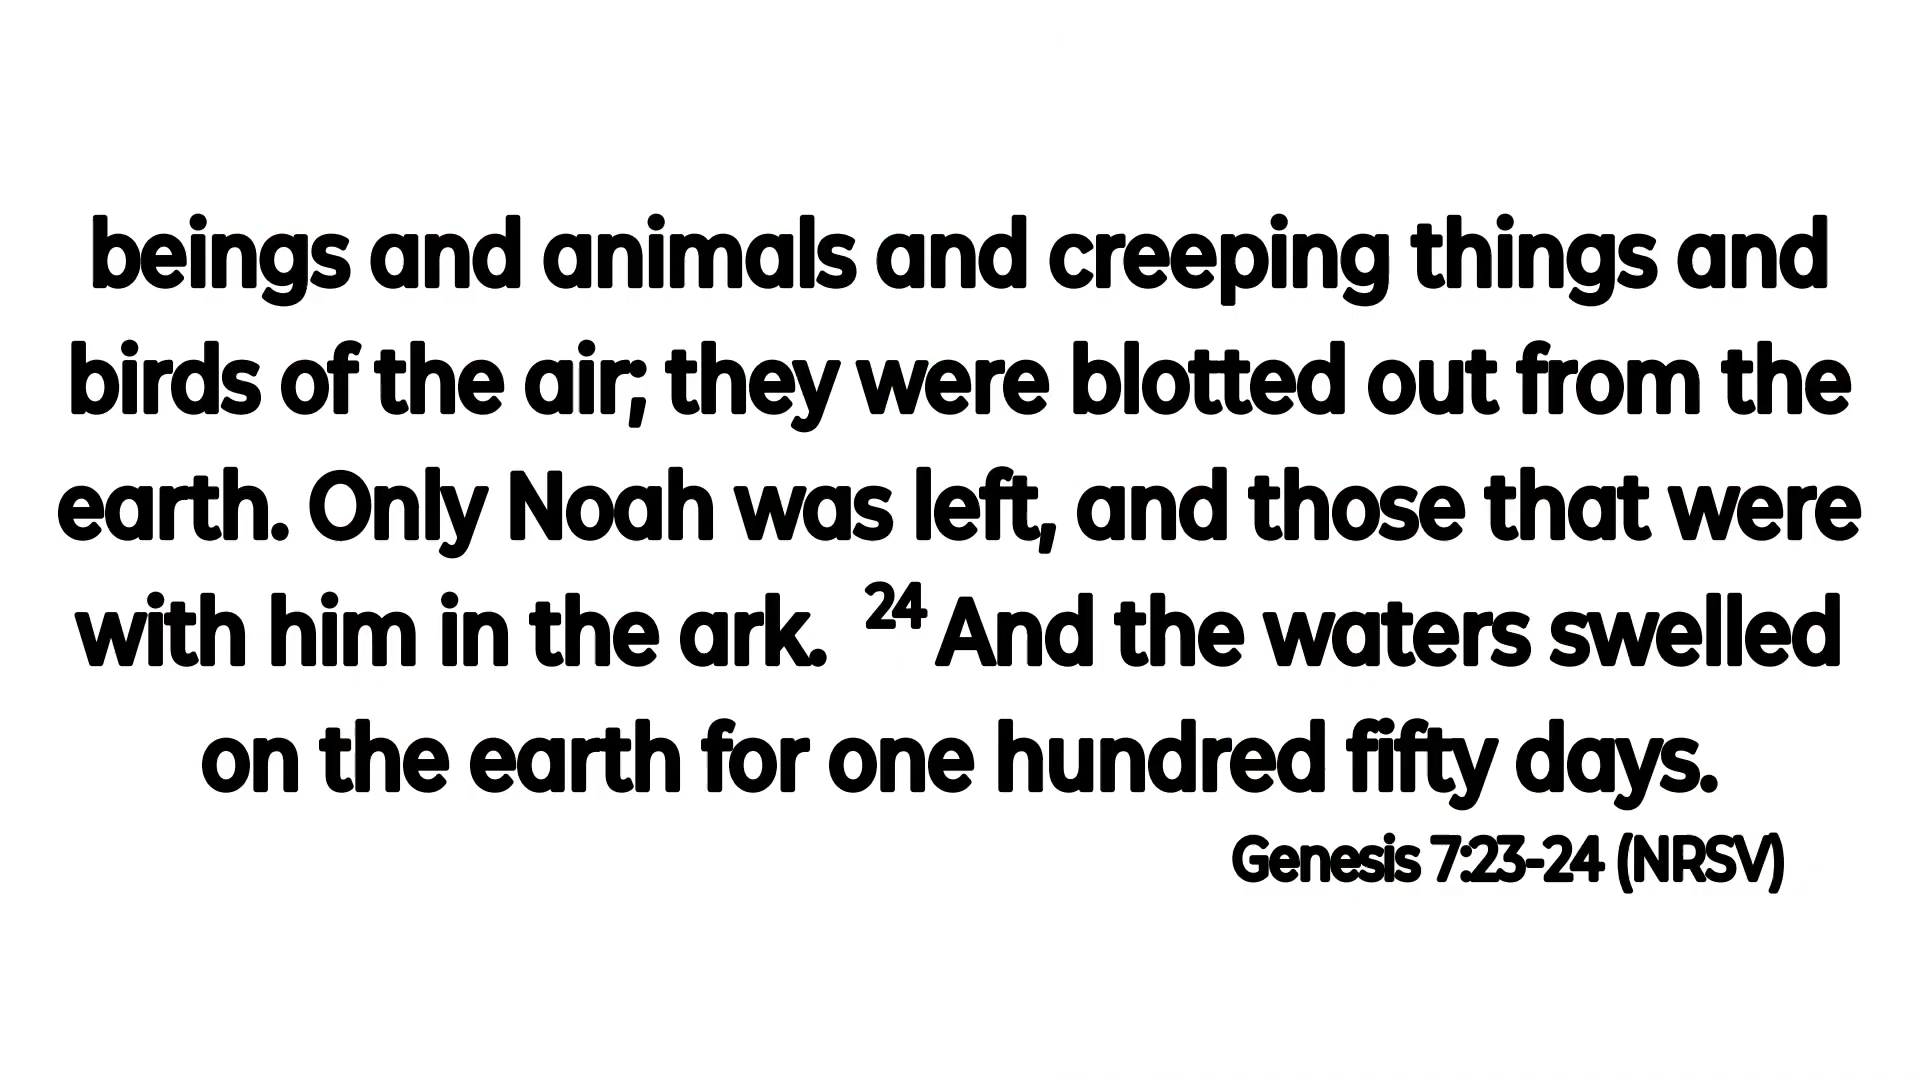 beings and animals and creeping things and
birds of the air; they were blotted out from the
earth. Only Noah was left, and those that were
with him in the ark. 24 And the waters swelled
on the earth for one hundred fifty days.
Genesis 7:23-24 (NRSV)